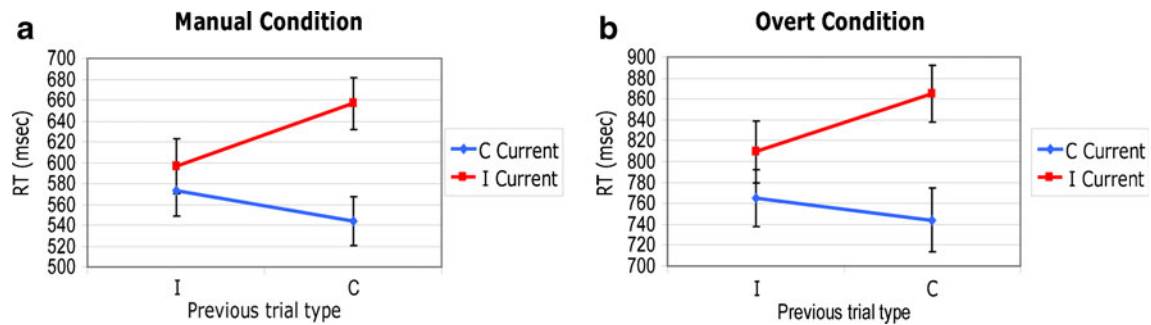 a
Manual Condition
RT (msec)
700
680
660
640
620
600
580
560
540
520
500
I
C
Previous trial type
C Current
I Current
b
Overt Condition
RT (msec)
900
880
860
840
820
800
780
760
740
720
700
I
C
Previous trial type
C Current
I Current